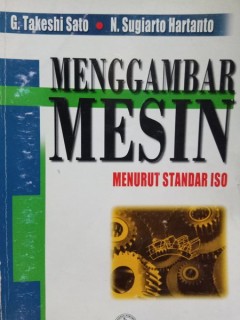 G. Takeshi Sato • N. Sugiarto Hartanto
MENGGAMBAR
MESIN
MENURUT STANDAR ISO